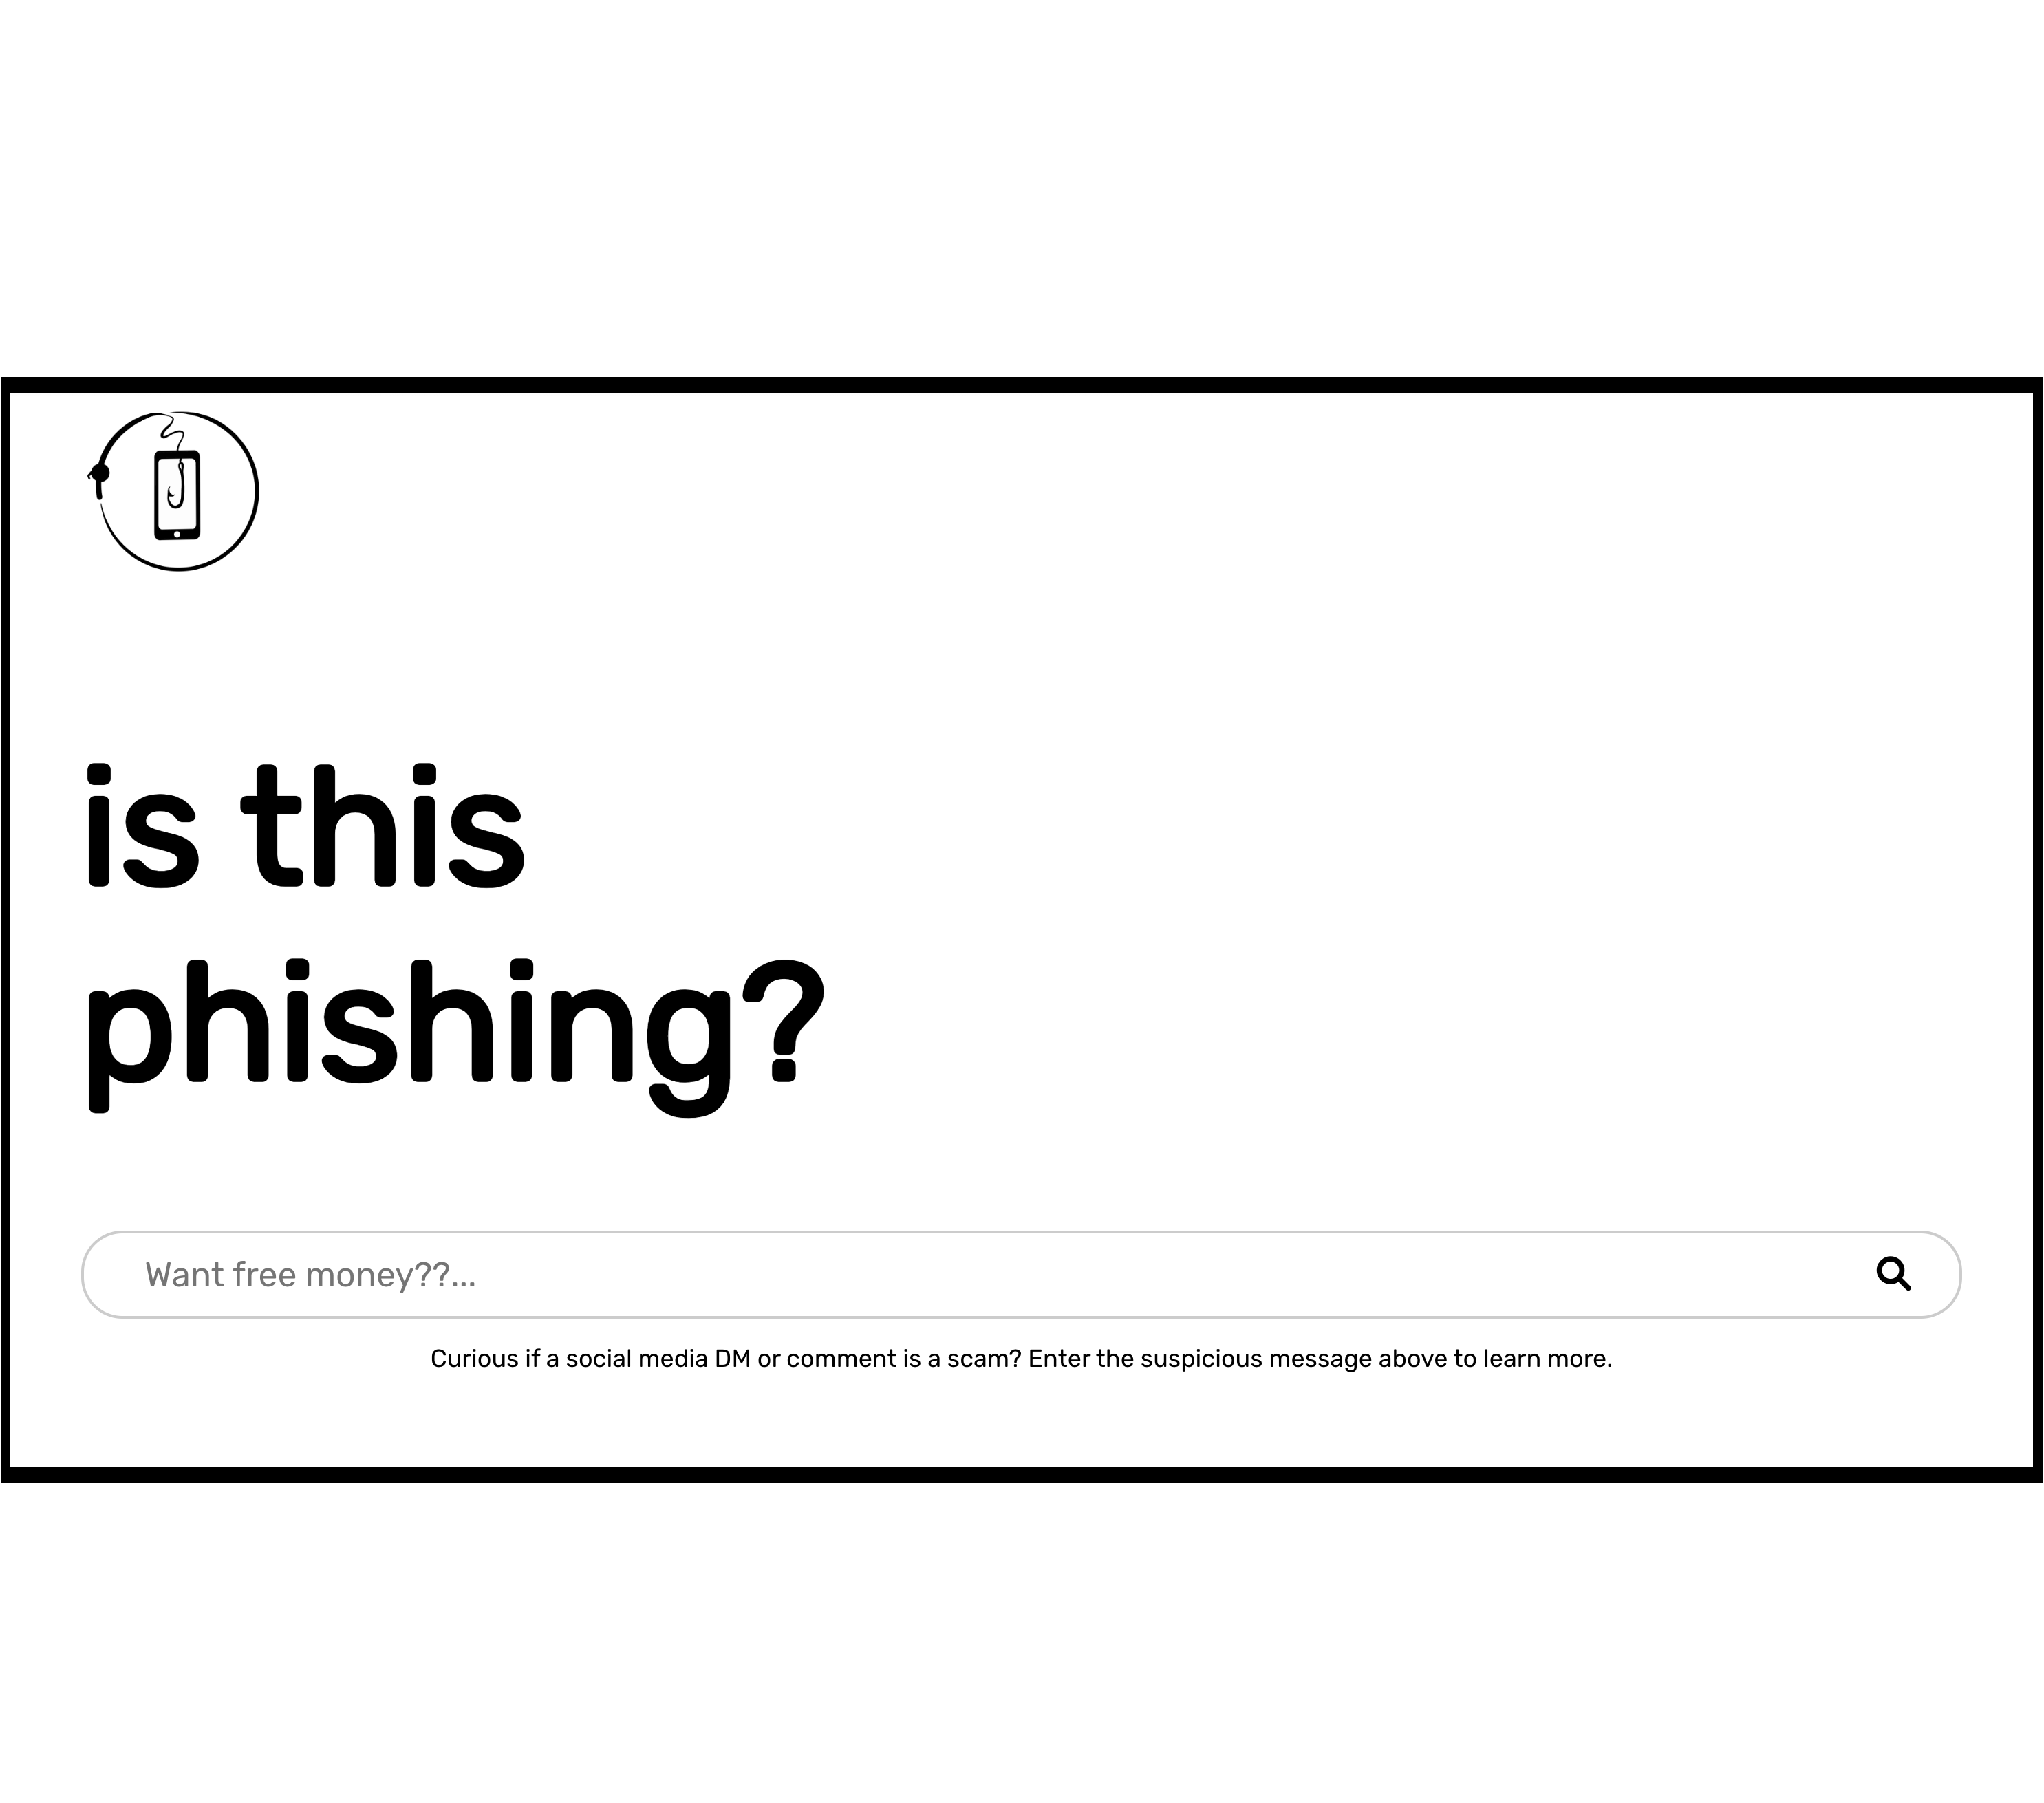 is this
phishing?
Want free money??...
Curious if a social media DM or comment is a scam? Enter the suspicious message above to learn more.